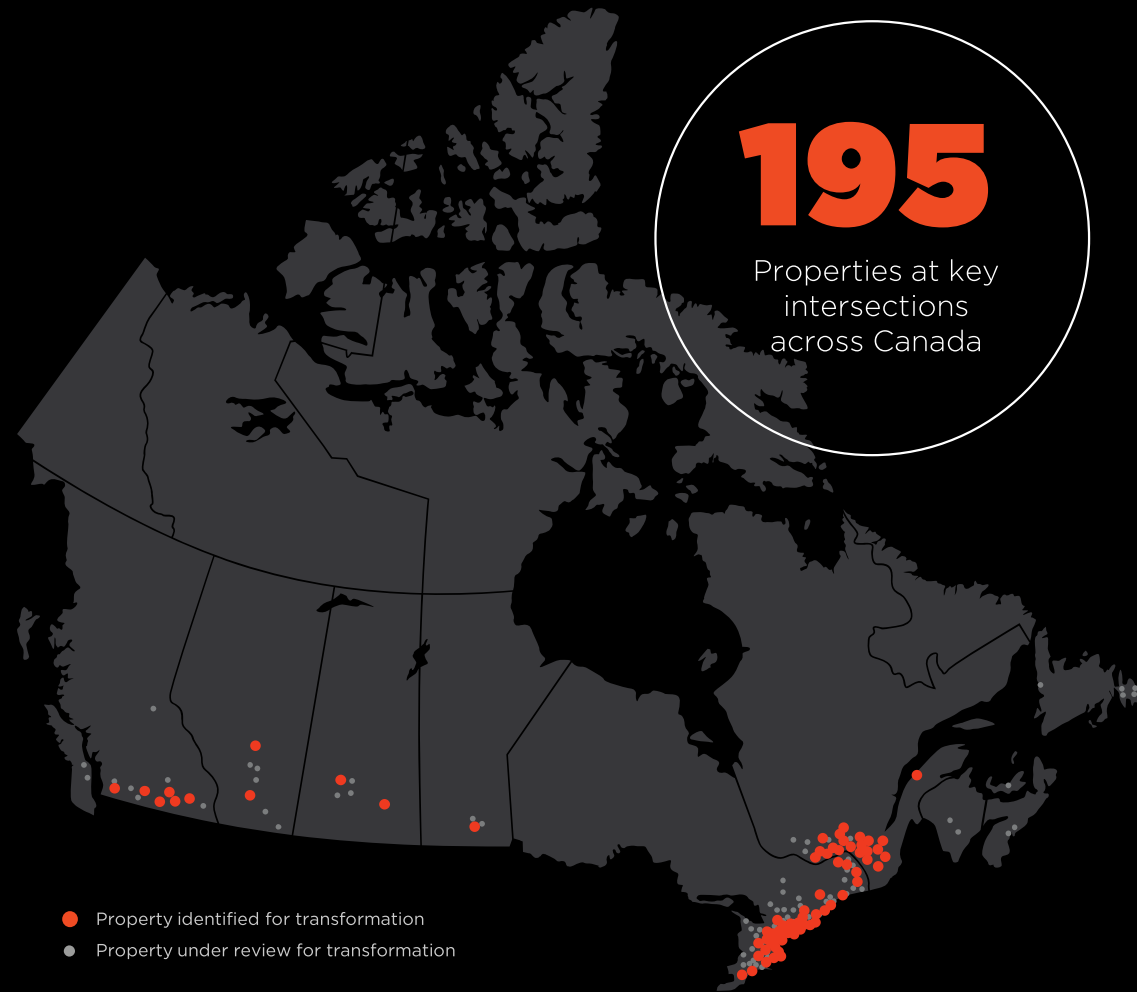 195
Properties at key
intersections
across Canada
Property identified for transformation
Property under review for transformation